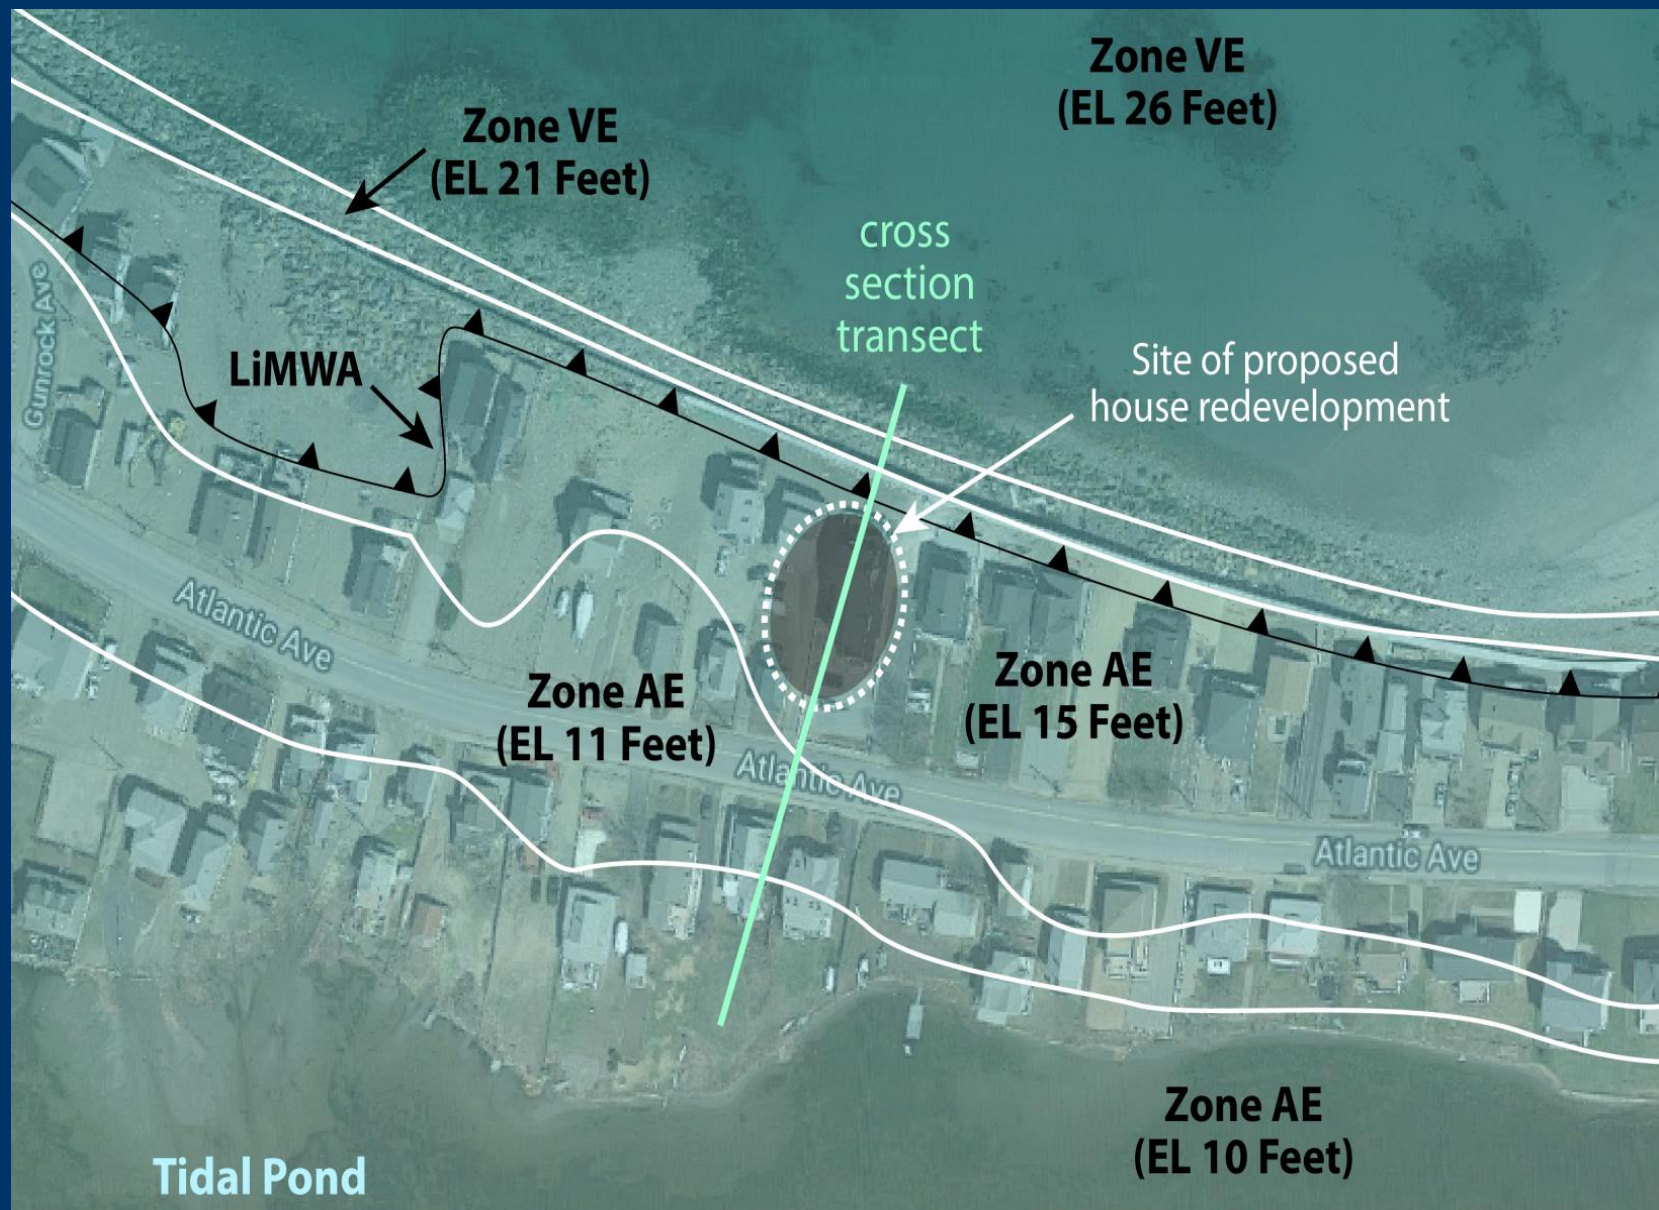 Zone VE
(EL 26 Feet)
Zone VE
(EL 21 Feet)
cross
section
transect
Site of proposed
house redevelopment
Gunrock Ave
LiMWA
Atlantic Ave
Zone AE
(EL 15 Feet)
Zone AE
(EL 11 Feet)
Atlantic Ave
Atlantic Ave
Zone AE
(EL 10 Feet)
Tidal Pond